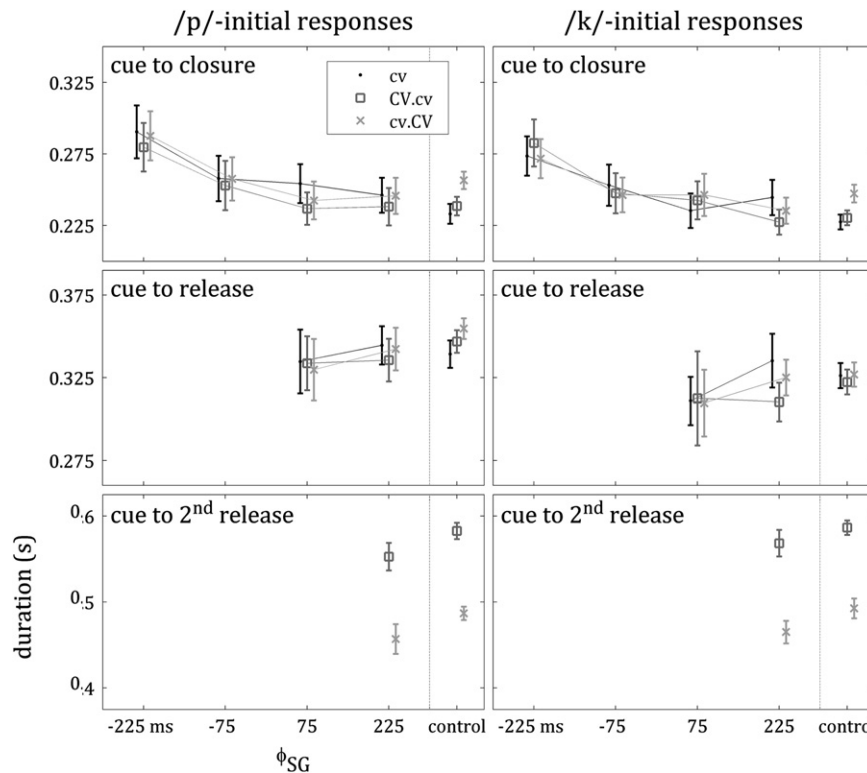 /p/-initial responses
/k/-initial responses
cue to closure
cue to closure
cv
CV.cv
cv.CV
0.325
0.275
0.225
cue to release
cue to release
0.375
0.325
0.275
cue to 2nd release
cue to 2nd release
0.6
0.5
0.4
duration (s)
-225 ms -75 75 225 control
-225 ms -75 75 225 contro
ϕSG